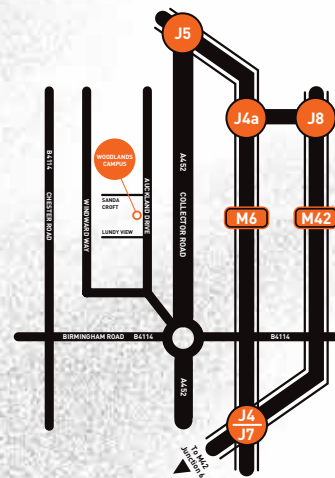 J5
J4a
J8
B4114
CHESTER ROAD
WINDWARD WAY
WOODLANDS
CAMPUS
SANDA
CROFT
LUNDY VIEW
AUCKLAND DRIVE
A452
COLLECTOR ROAD
M6
M42
BIRMINGHAM ROAD B4114
B4114
A452
J4
J7
To M42
Junction 6